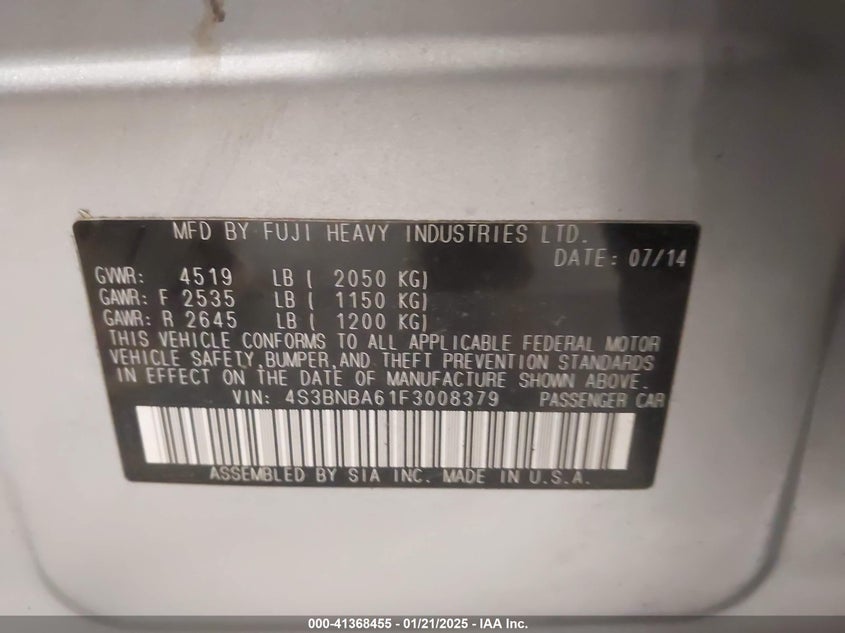 MFD BY FUJI HEAVY INDUSTRIES LTD.
DATE: 07/14
GVWR: 4519 LB ( 2050 KG)
GAWR: F 2535 LB ( 1150 KG)
GAWR: R 2645 LB ( 1200 KG)
THIS VEHICLE CONFORMS TO ALL APPLICABLE FEDERAL MOTOR
VEHICLE SAFETY,BUMPER,AND THEFT PREVENTION STANDARDS
IN EFFECT ON THE DATE OF MANUFACTURE SHOWN ABOVE.
VIN: 4S3BNBA61F3008379 PASSENGER CAR
ASSEMBLED BY SIA INC. MADE IN U.S.A.
000-41368455 - 01/21/2025 - IAA Inc.